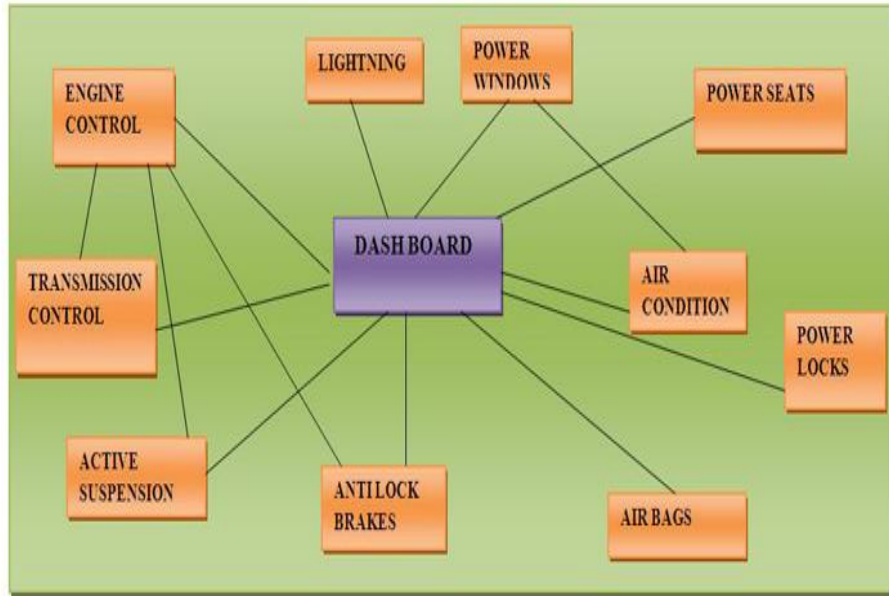 ENGINE
CONTROL
LIGHTNING
POWER
WINDOWS
POWER SEATS
DASH BOARD
TRANSMISSION
CONTROL
AIR
CONDITION
POWER
LOCKS
ACTIVE
SUSPENSION
ANTI LOCK
BRAKES
AIR BAGS